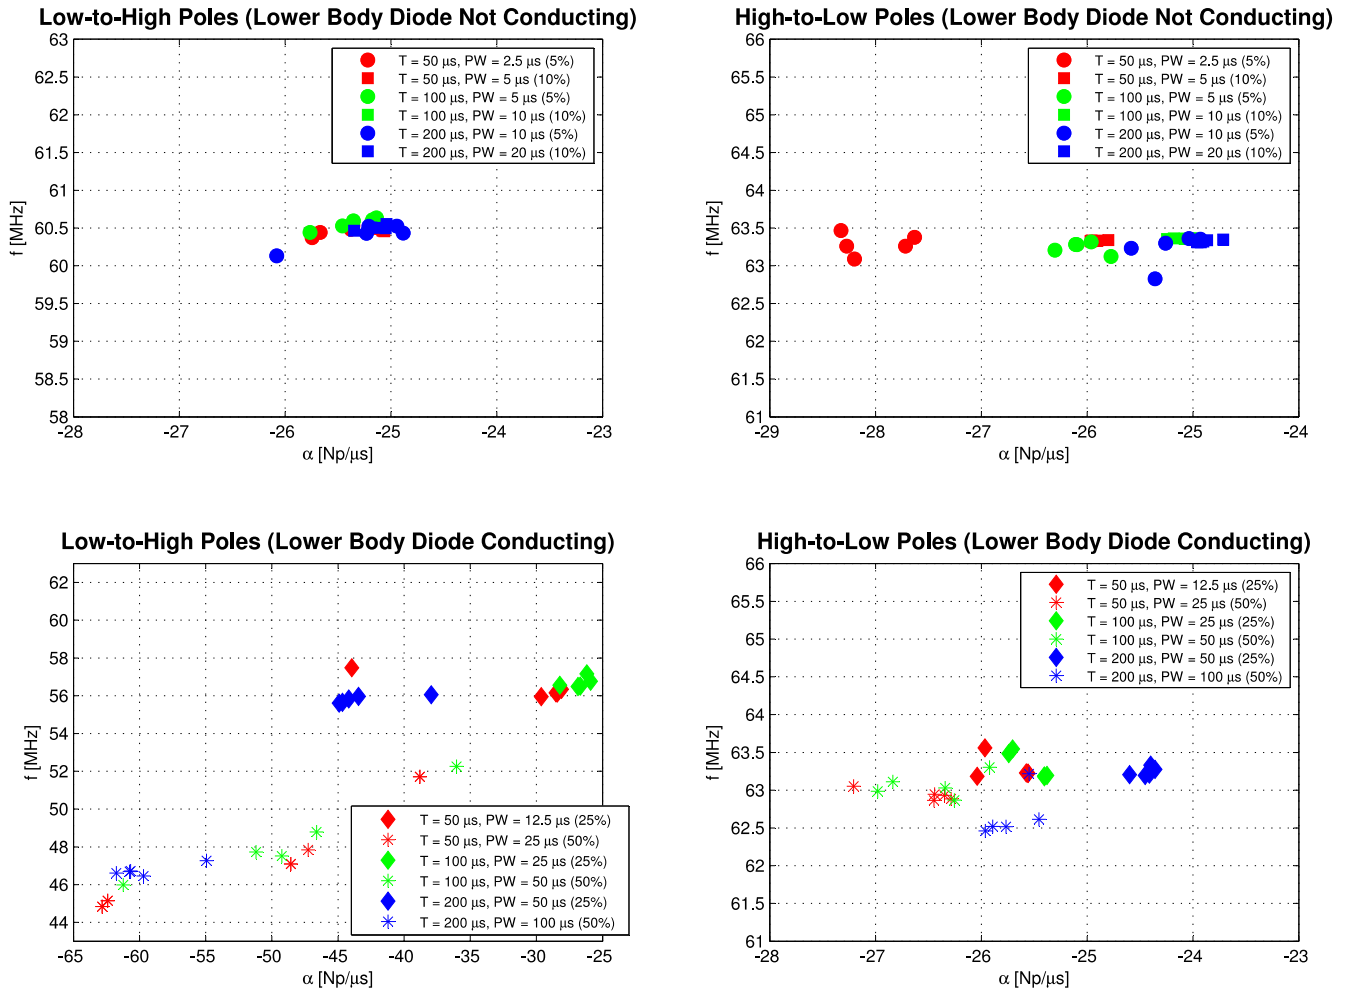 Low-to-High Poles (Lower Body Diode Not Conducting)
63
62.5
62
61.5
61
60.5
60
59.5
59
58.5
58
f [MHz]
T = 50 µs, PW = 2.5 µs (5%)
T = 50 µs, PW = 5 µs (10%)
T = 100 µs, PW = 5 µs (5%)
T = 100 µs, PW = 10 µs (10%)
T = 200 µs, PW = 10 µs (5%)
T = 200 µs, PW = 20 µs (10%)
-28 -27 -26 -26 -25 -23
α [Np/µs]
High-to-Low Poles (Lower Body Diode Not Conducting)
66
65.5
65
64.5
64
63.5
63
62.5
62
61.5
61
f [MHz]
T = 50 µs, PW = 2.5 µs (5%)
T = 50 µs, PW = 5 µs (10%)
T = 100 µs, PW = 5 µs (5%)
T = 100 µs, PW = 10 µs (10%)
T = 200 µs, PW = 10 µs (5%)
T = 200 µs, PW = 20 µs (10%)
-29 -28 -27 -26 -24 -24
α [Np/µs]
Low-to-High Poles (Lower Body Diode Conducting)
62
60
58
56
54
52
50
48
46
44
f [MHz]
T = 50 µs, PW = 12.5 µs (25%)
T = 50 µs, PW = 25 µs (50%)
T = 100 µs, PW = 25 µs (25%)
T = 100 µs, PW = 50 µs (50%)
T = 200 µs, PW = 50 µs (25%)
T = 200 µs, PW = 100 µs (50%)
-65 -60 -55 -50 -45 -40 -35 -30 -25
α [Np/µs]
High-to-Low Poles (Lower Body Diode Conducting)
66
65.5
65
64.5
64
63.5
63
62.5
62
61.5
61
f [MHz]
T = 50 µs, PW = 12.5 µs (25%)
T = 50 µs, PW = 25 µs (50%)
T = 100 µs, PW = 25 µs (25%)
T = 100 µs, PW = 50 µs (50%)
T = 200 µs, PW = 50 µs (25%)
T = 200 µs, PW = 100 µs (50%)
-28 -27 -26 -25 -24 -23
α [Np/µs]